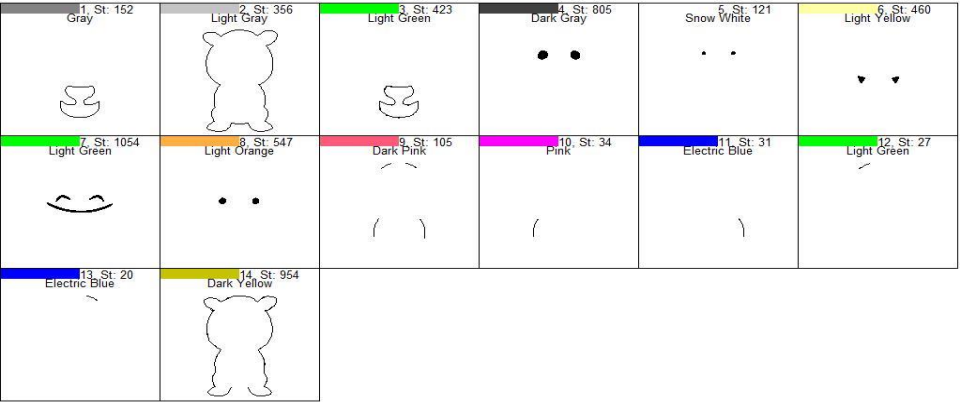 1, St: 152
Gray
2, St: 356
Light Gray
3, St: 423
Light Green
4, St: 805
Dark Gray
5, St: 121
Snow White
6, St: 460
Light Yellow
7, St: 1054
Light Green
8, St: 547
Light Orange
9, St: 105
Dark Pink
10, St: 34
Pink
11, St: 31
Electric Blue
12, St: 27
Light Green
13, St: 20
Electric Blue
14, St: 954
Dark Yellow